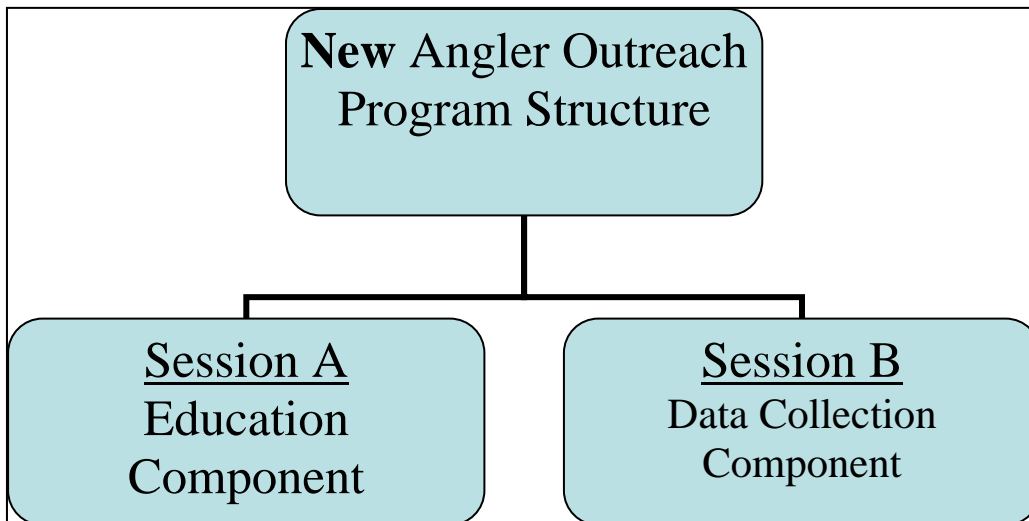 New Angler Outreach
Program Structure
Session A
Education
Component
Session B
Data Collection
Component